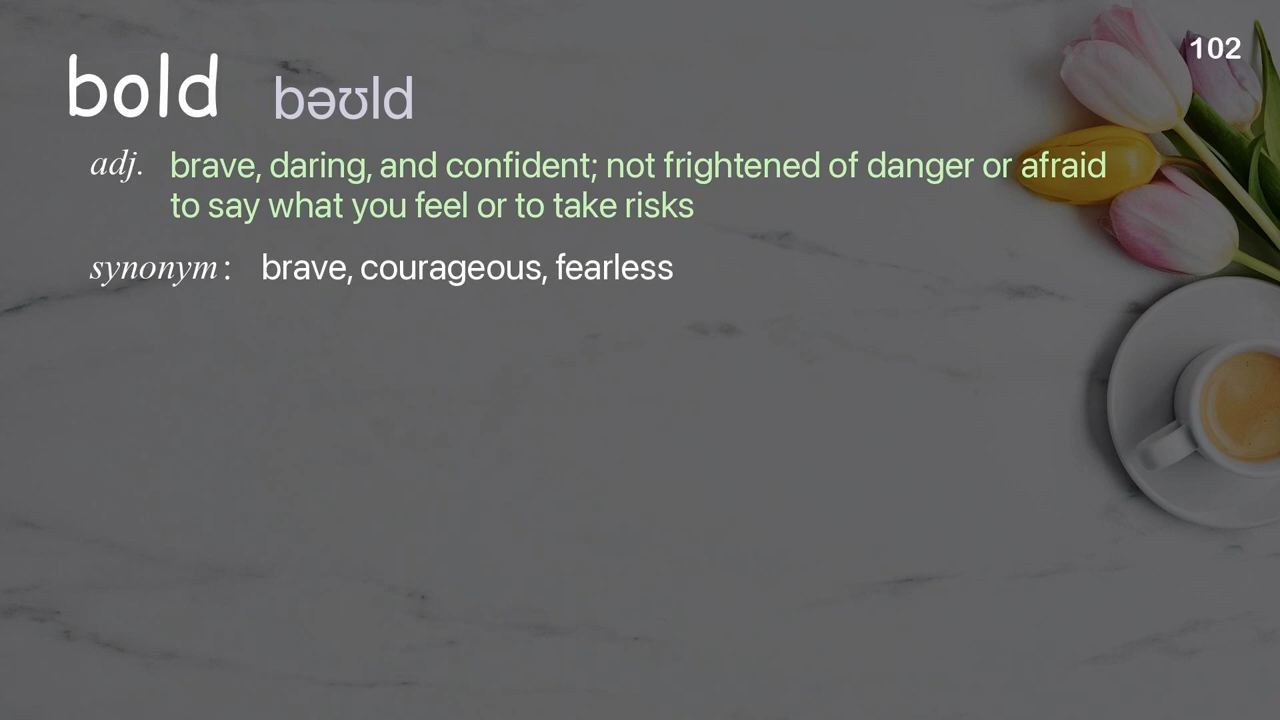 102
bold bəʊld
adj. brave, daring, and confident; not frightened of danger or afraid
to say what you feel or to take risks
synonym: brave, courageous, fearless